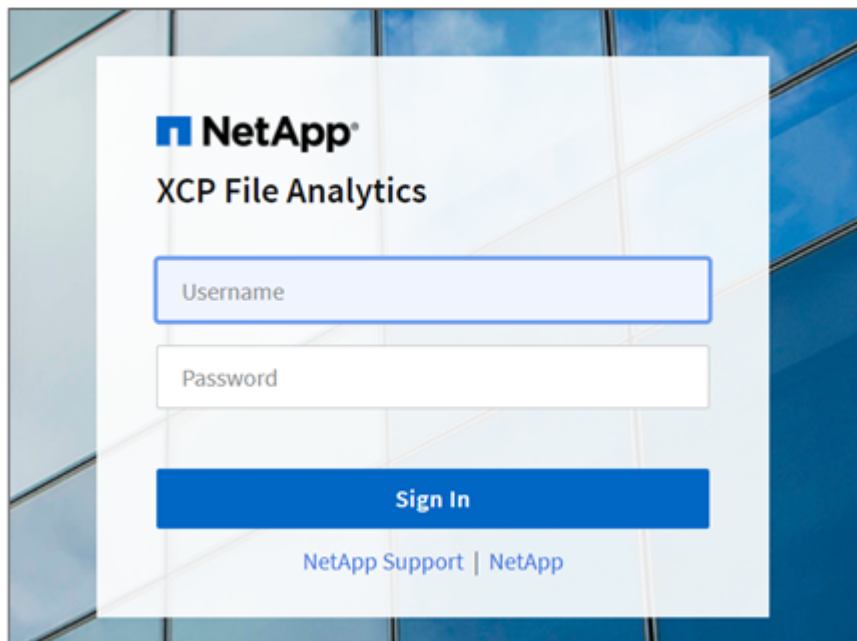 NetApp®
XCP File Analytics
Username
Password
Sign In
NetApp Support | NetApp